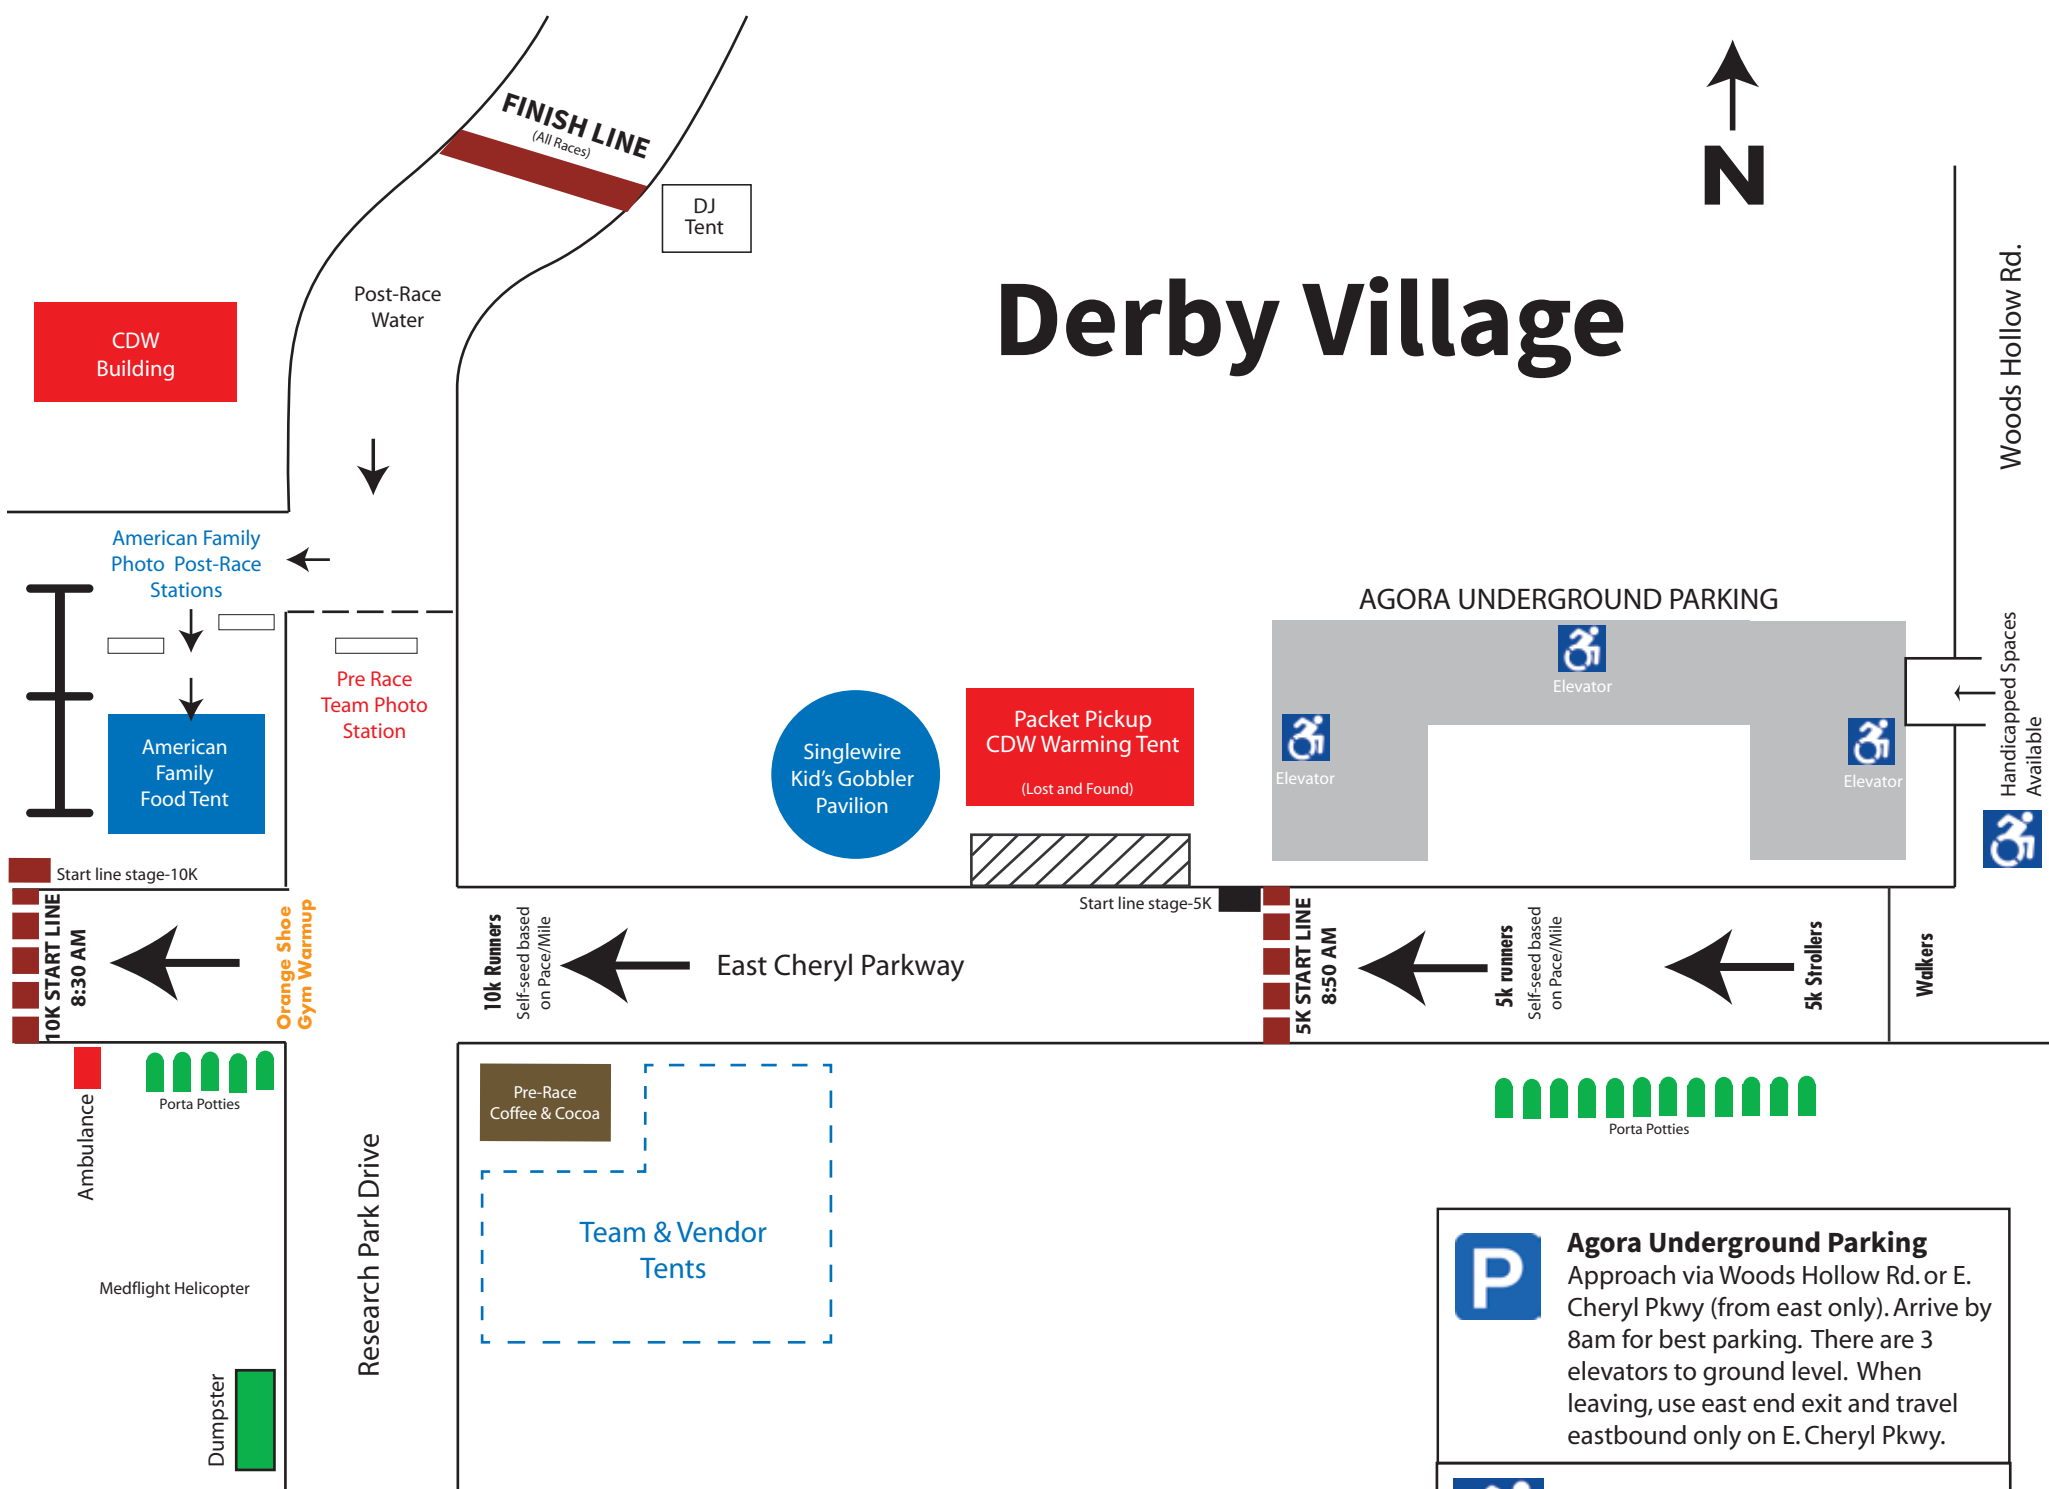 FINISH LINE
(All Races)
DJ
Tent
N
Derby Village
Woods Hollow Rd.
Post-Race
Water
CDW
Building
American Family
Photo Post-Race
Stations
Pre Race
Team Photo
Station
American
Family
Food Tent
Singlewire
Kid's Gobbler
Pavilion
Packet Pickup
CDW Warming Tent
(Lost and Found)
AGORA UNDERGROUND PARKING
Elevator
Elevator
Elevator
Handicapped Spaces
Available
Start line stage-10K
10K START LINE
8:30 AM
Orange Shoe
Gym Warmup
10k Runners
Self-seed based
on Pace/Mile
East Cheryl Parkway
Start line stage-5K
5K START LINE
8:50 AM
5k runners
Self-seed based
on Pace/Mile
5k Strollers
Walkers
Ambulance
Porta Potties
Pre-Race
Coffee & Cocoa
Porta Potties
Research Park Drive
Team & Vendor
Tents
Medflight Helicopter
Dumpster
P
Agora Underground Parking
Approach via Woods Hollow Rd. or E.
Cheryl Pkwy (from east only). Arrive by
8am for best parking. There are 3
elevators to ground level. When
leaving, use east end exit and travel
eastbound only on E. Cheryl Pkwy.